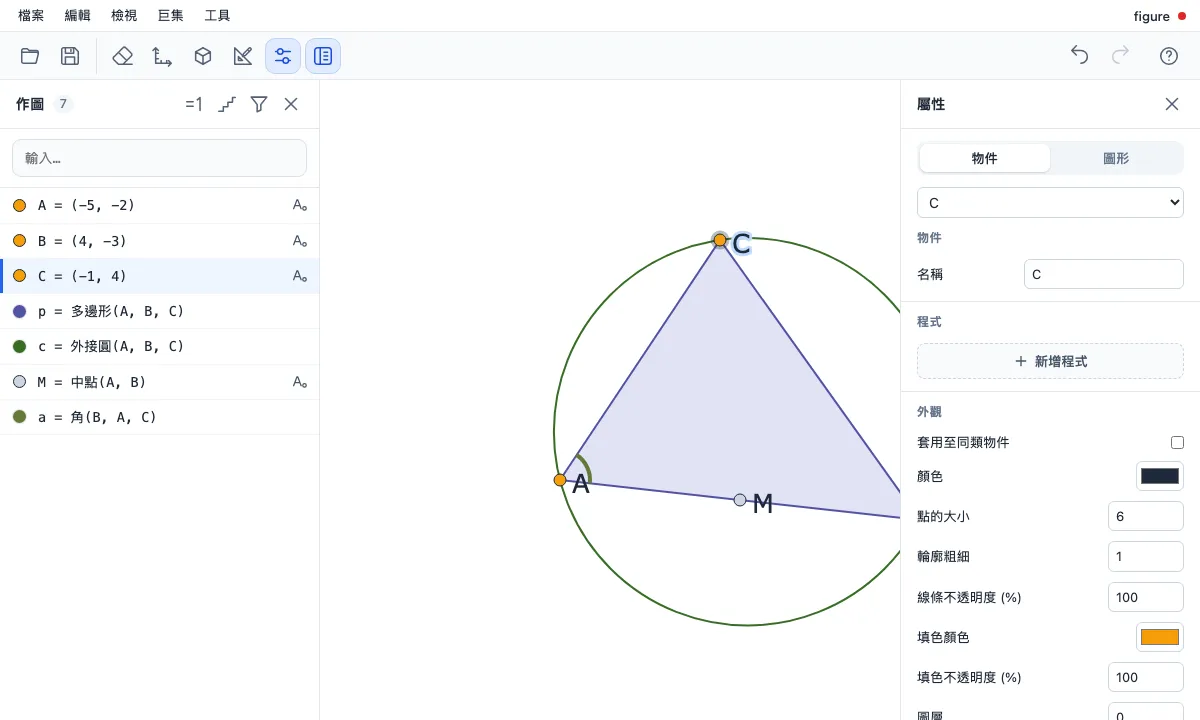 檔案 編輯 檢視 巨集 工具 figure
作圖 7 =1
輸入…
A = (−5, −2) A
B = (4, −3) A
C = (−1, 4) A
p = 多邊形(A, B, C)
c = 外接圓(A, B, C)
M = 中點(A, B) A
a = 角(B, A, C)
C
A
M
屬性
物件 圖形
C
物件
名稱 C
程式
+ 新增程式
外觀
套用至同類物件
顏色
點的大小 6
輪廓粗細 1
線條不透明度 (%) 100
填色顏色
填色不透明度 (%) 100
圖層 0